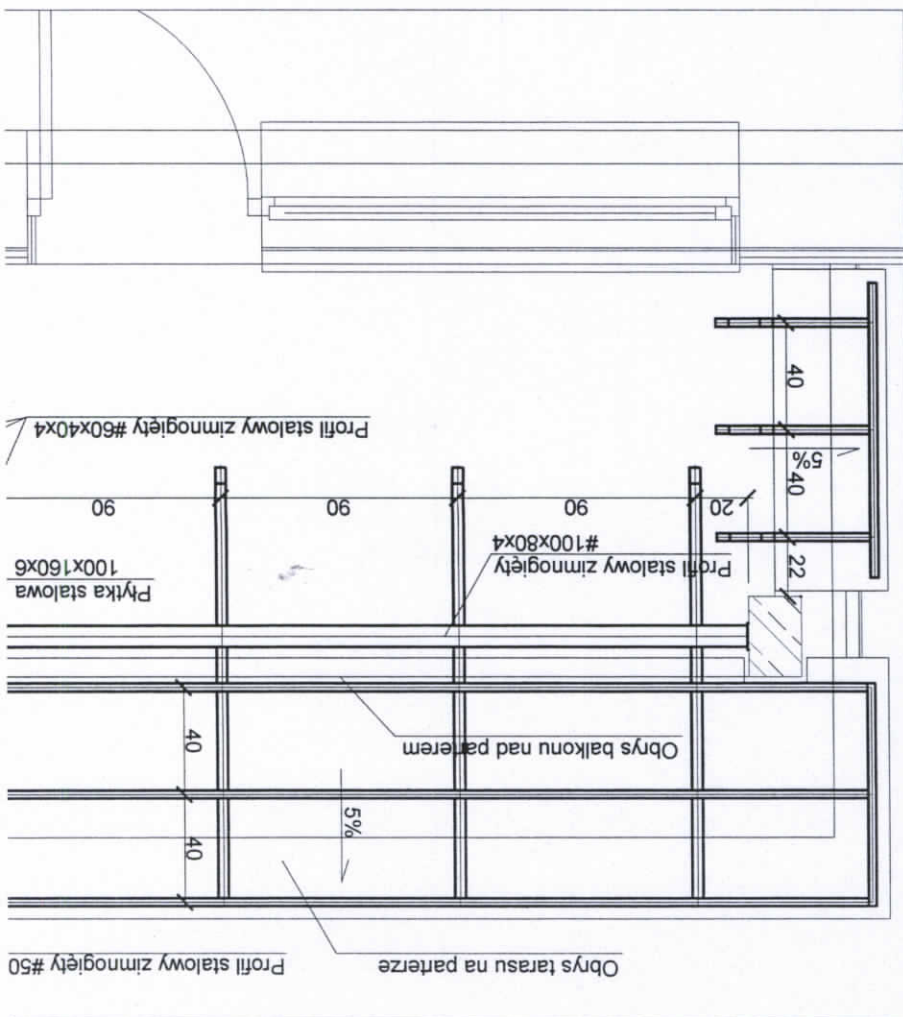 Obrys tarasu na parterze
Profil stalowy zimnogięty #50
40
5%
Obrys balkonu nad parterem
40
22
Profil stalowy zimnogięty
#100x80x4
Płytka stalowa
100x160x6
20
90
90
90
40
5%
Profil stalowy zimnogięty #60x40x4
40